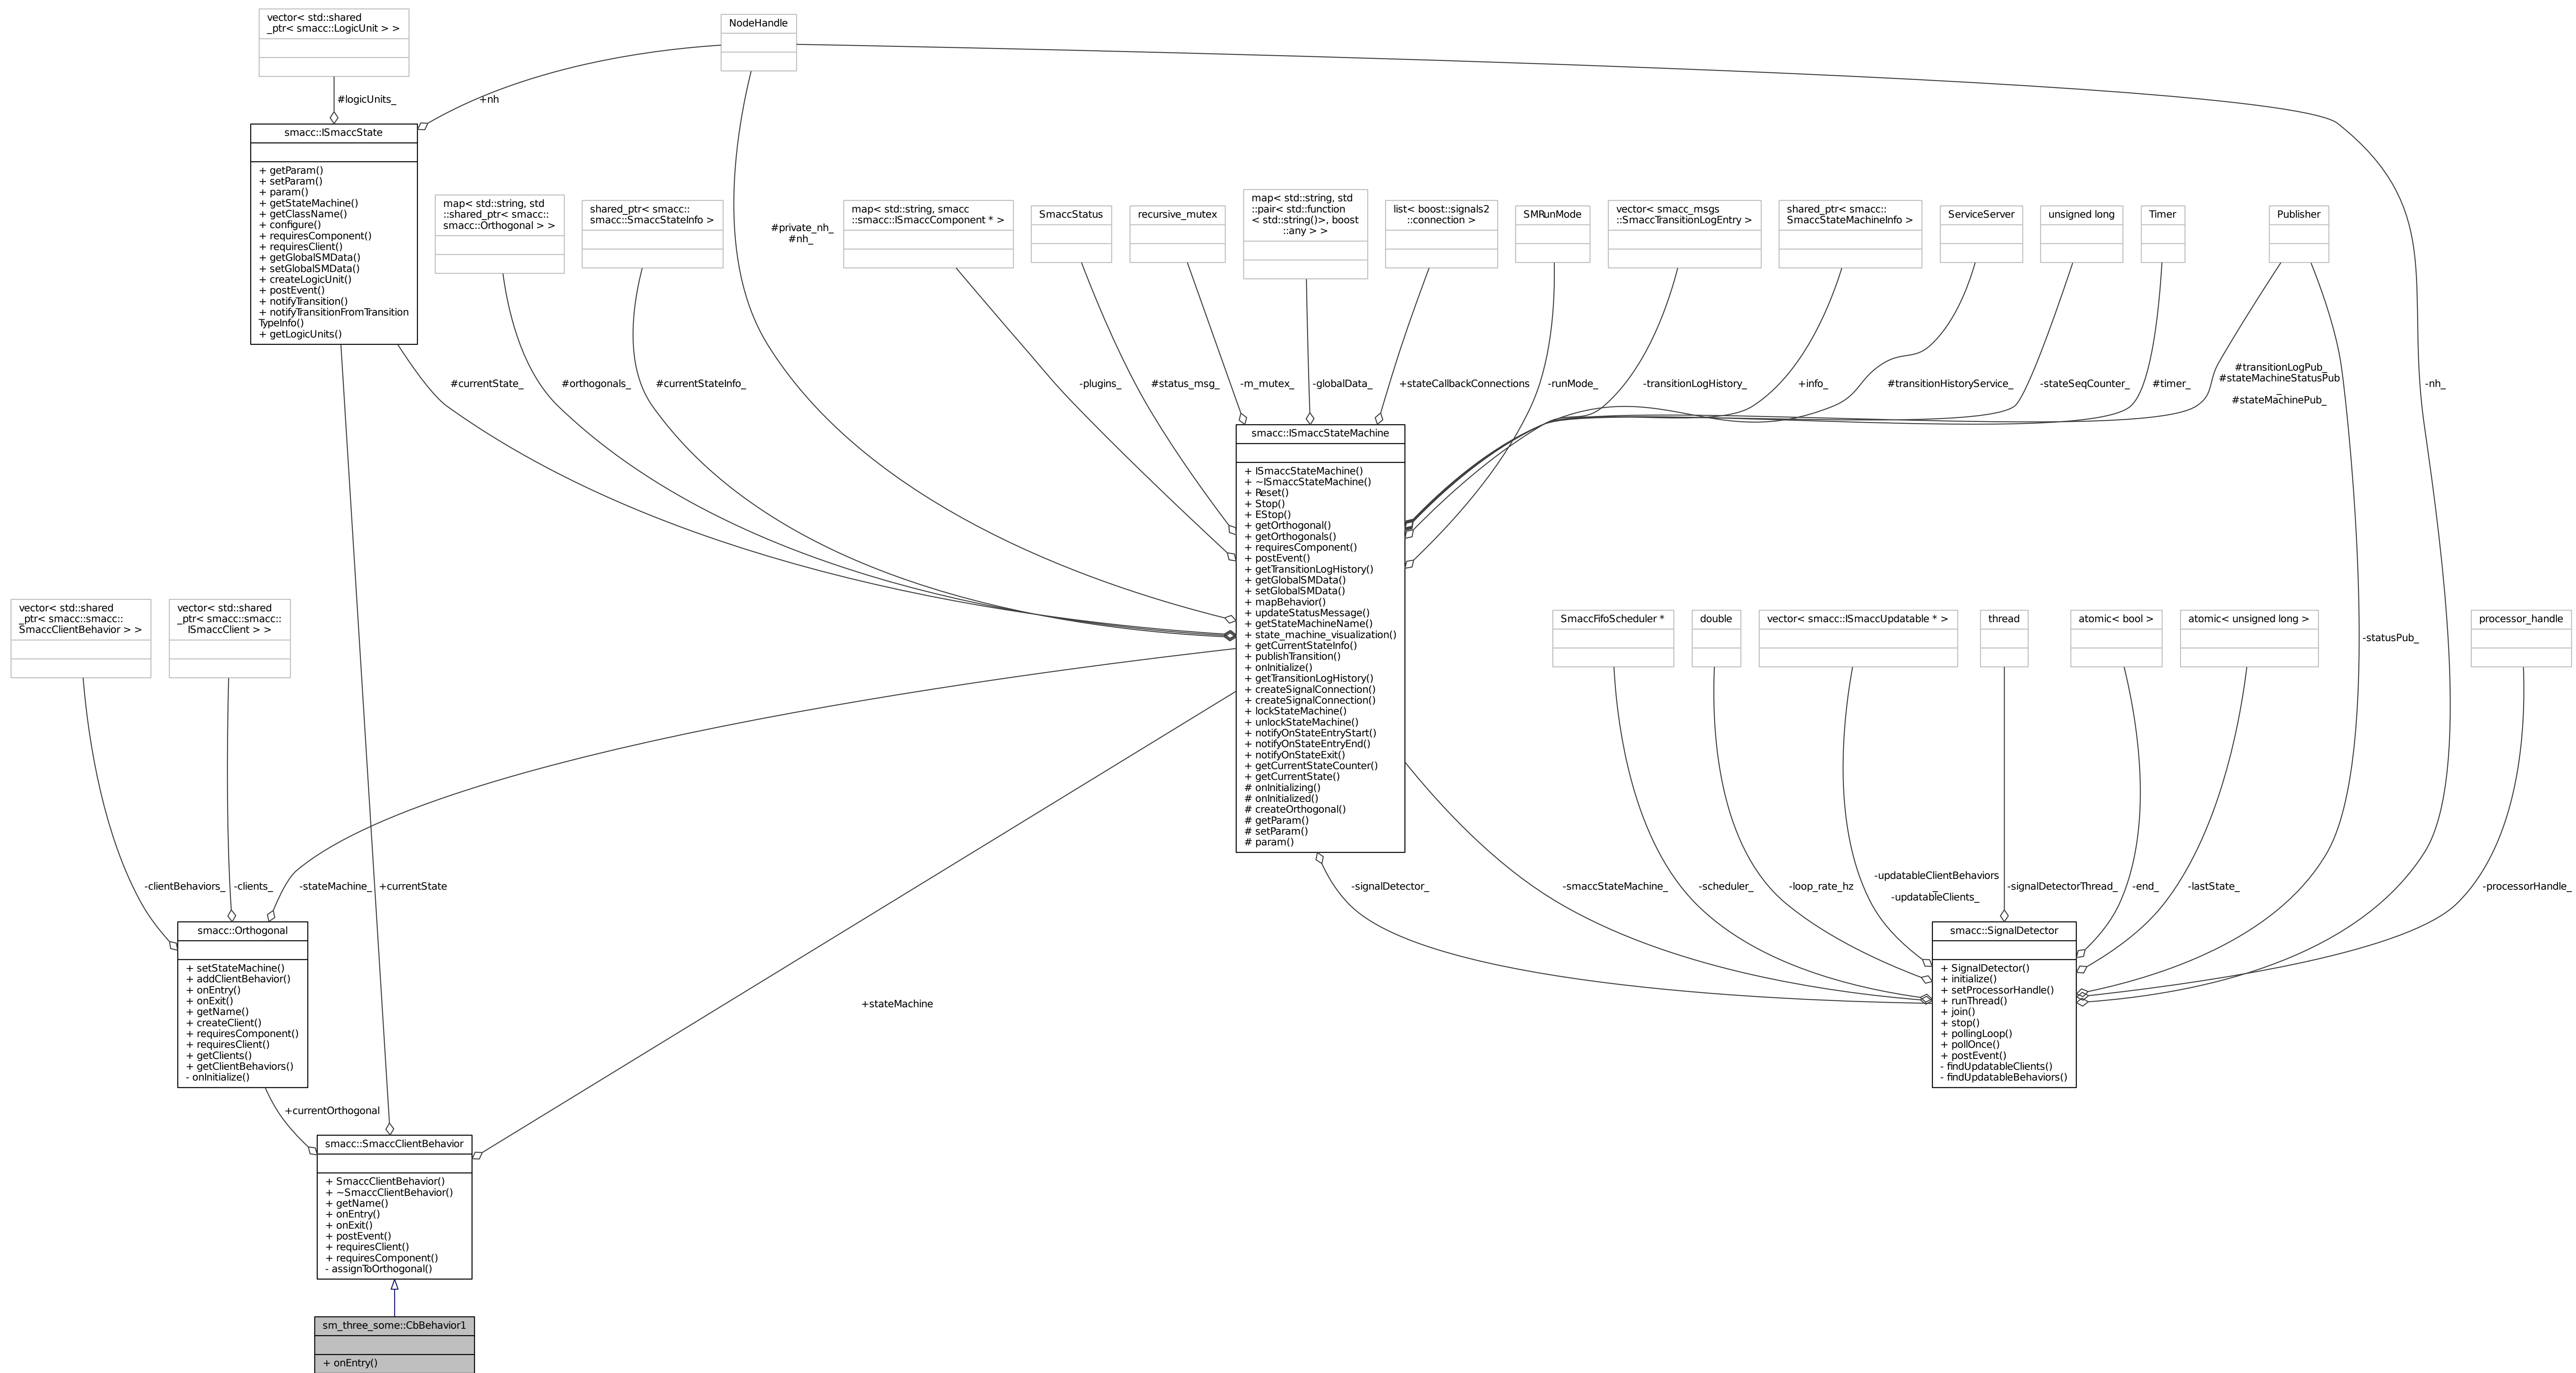 vector< std::shared
_ptr< smacc::LogicUnit > >
NodeHandle
#logicUnits_
+nh
smacc::ISmaccState
+ getParam()
+ setParam()
+ param()
+ getStateMachine()
+ getClassName()
+ configure()
+ requiresComponent()
+ requiresClient()
+ getGlobalSMData()
+ setGlobalSMData()
+ createLogicUnit()
+ postEvent()
+ notifyTransition()
+ notifyTransitionFromTransition
TypeInfo()
+ getLogicUnits()
map< std::string, std
::shared_ptr< smacc::
smacc::Orthogonal > >
shared_ptr< smacc::
smacc::SmaccStateInfo >
#private_nh_
#nh_
map< std::string, smacc
::smacc::ISmaccComponent * >
SmaccStatus
recursive_mutex
map< std::string, std
::pair< std::function
< std::string()>, boost
::any > >
list< boost::signals2
::connection >
SMRunMode
vector< smacc_msgs
::SmaccTransitionLogEntry >
shared_ptr< smacc::
SmaccStateMachineInfo >
ServiceServer
unsigned long
Timer
Publisher
#currentState_
#orthogonals_
#currentStateInfo_
-plugins_
#status_msg_
-m_mutex_
-globalData_
+stateCallbackConnections
-runMode_
-transitionLogHistory_
+info_
#transitionHistoryService_
-stateSeqCounter_
#timer_
#transitionLogPub_
#stateMachineStatusPub
_
#stateMachinePub_
-nh_
smacc::ISmaccStateMachine
+ ISmaccStateMachine()
+ ~ISmaccStateMachine()
+ Reset()
+ Stop()
+ EStop()
+ getOrthogonal()
+ getOrthogonals()
+ requiresComponent()
+ postEvent()
+ getTransitionLogHistory()
+ getGlobalSMData()
+ setGlobalSMData()
+ mapBehavior()
+ updateStatusMessage()
+ getStateMachineName()
+ state_machine_visualization()
+ getCurrentStateInfo()
+ publishTransition()
+ onInitialize()
+ getTransitionLogHistory()
+ createSignalConnection()
+ createSignalConnection()
+ lockStateMachine()
+ unlockStateMachine()
+ notifyOnStateEntryStart()
+ notifyOnStateEntryEnd()
+ notifyOnStateExit()
+ getCurrentStateCounter()
+ getCurrentState()
# onInitializing()
# onInitialized()
# createOrthogonal()
# getParam()
# setParam()
# param()
vector< std::shared
_ptr< smacc::smacc::
SmaccClientBehavior > >
vector< std::shared
_ptr< smacc::smacc::
ISmaccClient > >
SmaccFifoScheduler *
double
vector< smacc::ISmaccUpdatable * >
thread
atomic< bool >
atomic< unsigned long >
-statusPub_
processor_handle
-clientBehaviors_
-clients_
-stateMachine_
+currentState
-signalDetector_
-smaccStateMachine_
-scheduler_
-loop_rate_hz
-updatableClientBehaviors
_
-updatableClients_
-signalDetectorThread_
-end_
-lastState_
-processorHandle_
smacc::Orthogonal
+ setStateMachine()
+ addClientBehavior()
+ onEntry()
+ onExit()
+ getName()
+ createClient()
+ requiresComponent()
+ requiresClient()
+ getClients()
+ getClientBehaviors()
- onInitialize()
smacc::SignalDetector
+ SignalDetector()
+ initialize()
+ setProcessorHandle()
+ runThread()
+ join()
+ stop()
+ pollingLoop()
+ pollOnce()
+ postEvent()
- findUpdatableClients()
- findUpdatableBehaviors()
+stateMachine
+currentOrthogonal
smacc::SmaccClientBehavior
+ SmaccClientBehavior()
+ ~SmaccClientBehavior()
+ getName()
+ onEntry()
+ onExit()
+ postEvent()
+ requiresClient()
+ requiresComponent()
- assignToOrthogonal()
sm_three_some::CbBehavior1
+ onEntry()